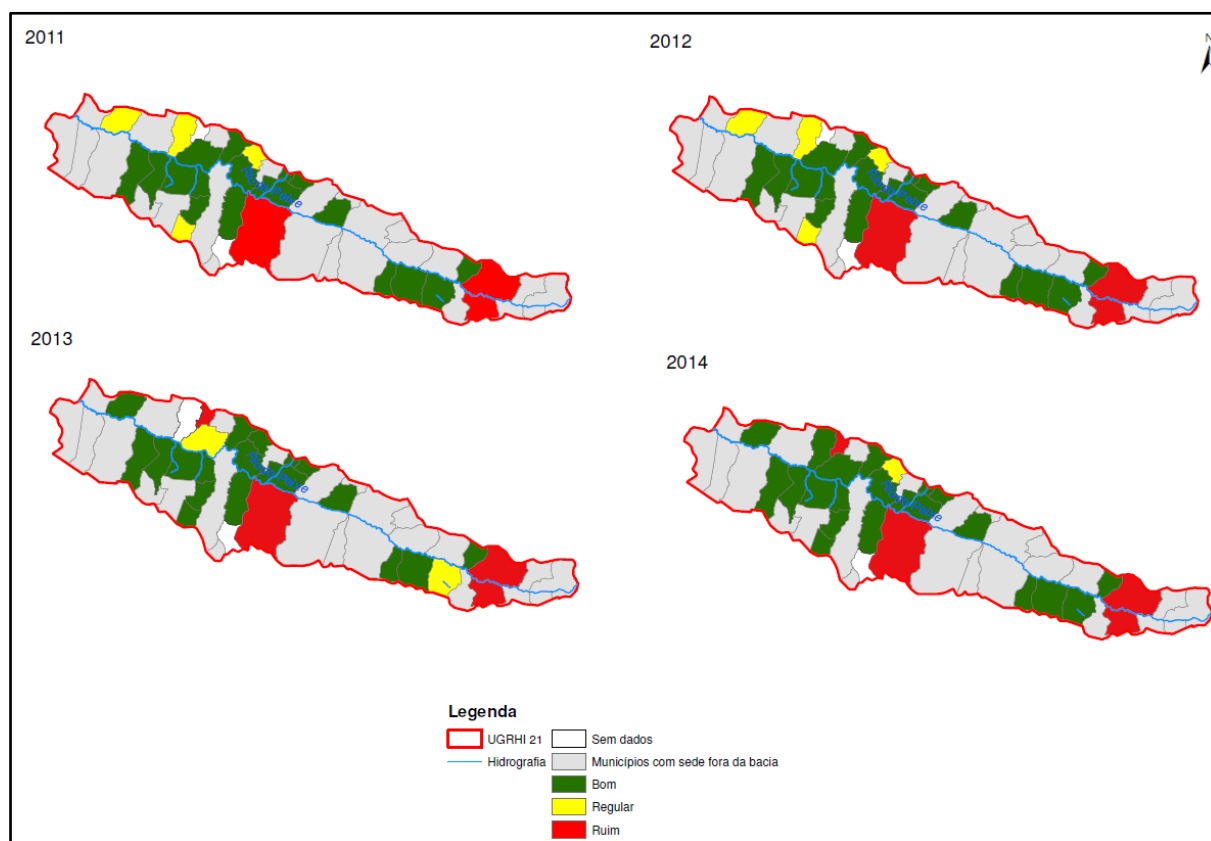 2011
2012
N
2013
2014
Legenda
UGRHI 21
Hidrografia
Sem dados
Municípios com sede fora da bacia
Bom
Regular
Ruim